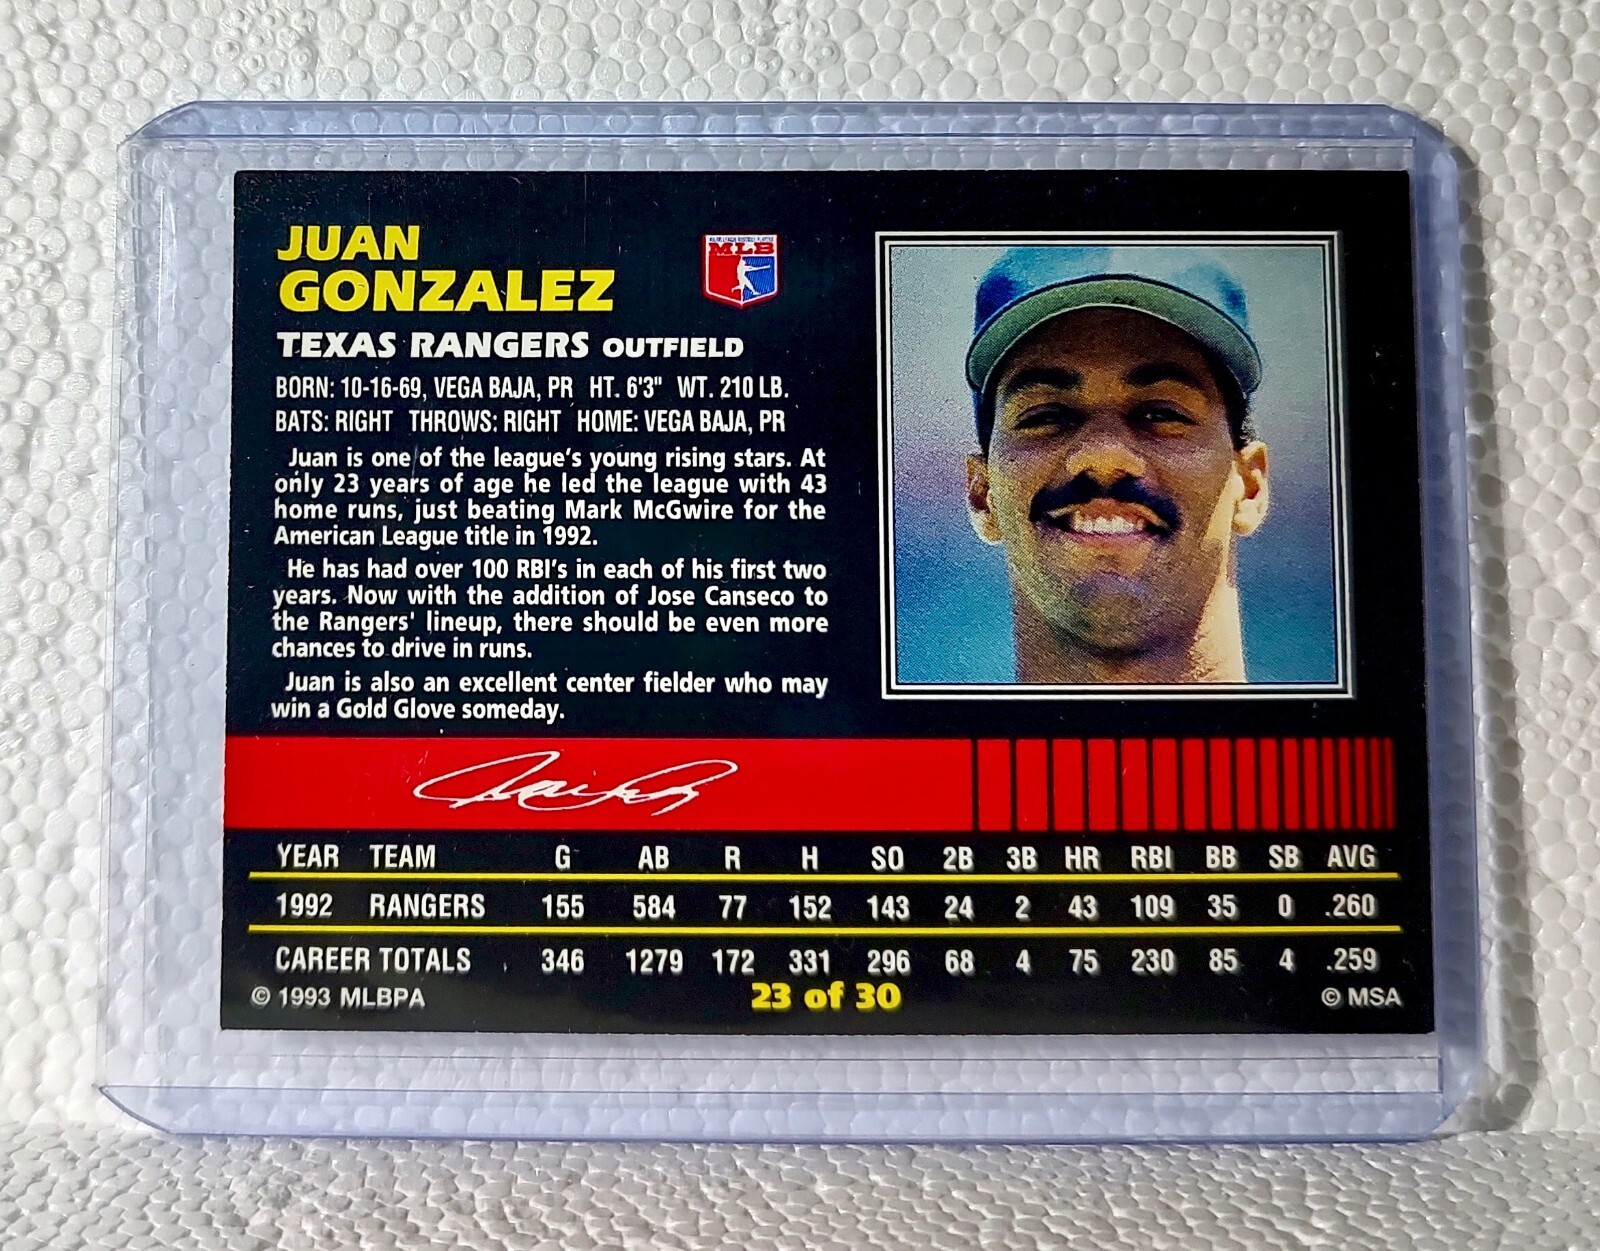 JUAN
GONZALEZ
MLB
TEXAS RANGERS OUTFIELD
BORN: 10-16-69, VEGA BAJA, PR HT. 6'3" WT. 210 LB.
BATS: RIGHT THROWS: RIGHT HOME: VEGA BAJA, PR
Juan is one of the league's young rising stars. At
only 23 years of age he led the league with 43
home runs, just beating Mark McGwire for the
American League title in 1992.
He has had over 100 RBI's in each of his first two
years. Now with the addition of Jose Canseco to
the Rangers' lineup, there should be even more
chances to drive in runs.
Juan is also an excellent center fielder who may
win a Gold Glove someday.
YEAR TEAM G AB R H SO 2B 3B HR RBI BB SB AVG
1992 RANGERS 155 584 77 152 143 24 2 43 109 35 0 .260
CAREER TOTALS 346 1279 172 331 296 68 4 75 230 85 4 .259
© 1993 MLBPA 23 of 30 © MSA